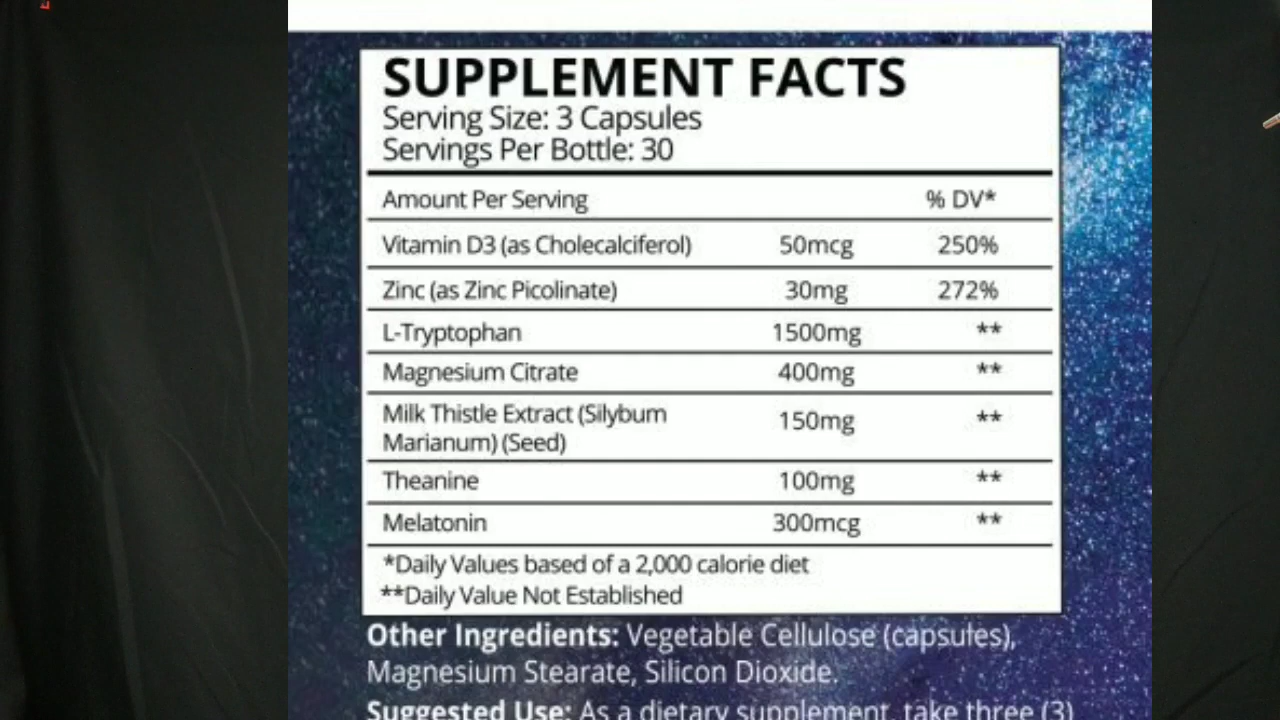 SUPPLEMENT FACTS
Serving Size: 3 Capsules
Servings Per Bottle: 30
Amount Per Serving % DV*
Vitamin D3 (as Cholecalciferol) 50mcg 250%
Zinc (as Zinc Picolinate) 30mg 272%
L-Tryptophan 1500mg **
Magnesium Citrate 400mg **
Milk Thistle Extract (Silybum
Marianum) (Seed) 150mg **
Theanine 100mg **
Melatonin 300mcg **
*Daily Values based of a 2,000 calorie diet
**Daily Value Not Established
Other Ingredients: Vegetable Cellulose (capsules),
Magnesium Stearate, Silicon Dioxide.
Suggested Use: As a dietary supplement, take three (3)